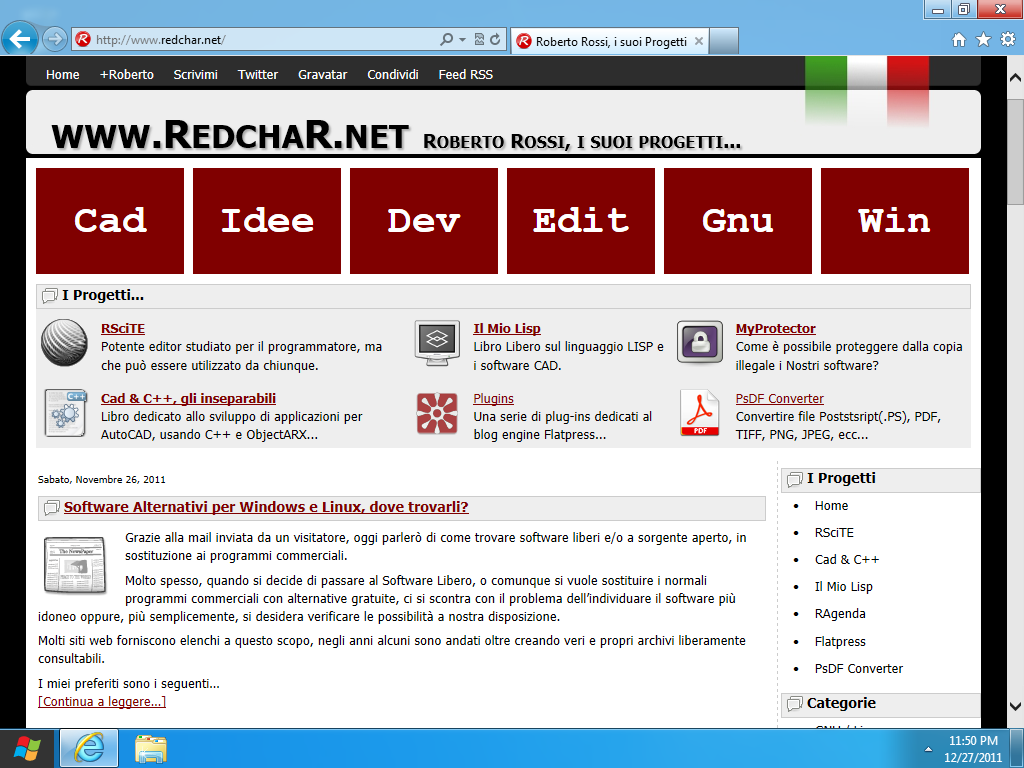 http://www.redchar.net/
Roberto Rossi, i suoi Progetti
Home +Roberto Scrivimi Twitter Gravatar Condividi Feed RSS
www.RedchaR.net Roberto Rossi, i suoi progetti...
Cad Idee Dev Edit Gnu Win
I Progetti...
RSciTE
Potente editor studiato per il programmatore, ma
che può essere utilizzato da chiunque.
Il Mio Lisp
Libro Libero sul linguaggio LISP e
i software CAD.
MyProtector
Come è possibile proteggere dalla copia
illegale i Nostri software?
C++
Cad & C++, gli inseparabili
Libro dedicato allo sviluppo di applicazioni per
AutoCAD, usando C++ e ObjectARX...
Plugins
Una serie di plug-ins dedicati al
blog engine Flatpress...
PDF
PsDF Converter
Convertire file Poststsript(.PS), PDF,
TIFF, PNG, JPEG, ecc...
Sabato, Novembre 26, 2011
Software Alternativi per Windows e Linux, dove trovarli?
The NewsPaper
Grazie alla mail inviata da un visitatore, oggi parlerò di come trovare software liberi e/o a sorgente aperto, in
sostituzione ai programmi commerciali.
Molto spesso, quando si decide di passare al Software Libero, o comunque si vuole sostituire i normali
programmi commerciali con alternative gratuite, ci si scontra con il problema dell'individuare il software più
idoneo oppure, più semplicemente, si desidera verificare le possibilità a nostra disposizione.
Molti siti web forniscono elenchi a questo scopo, negli anni alcuni sono andati oltre creando veri e propri archivi liberamente
consultabili.
I miei preferiti sono i seguenti...
[Continua a leggere...]
I Progetti
Home
RSciTE
Cad & C++
Il Mio Lisp
RAgenda
Flatpress
PsDF Converter
Categorie
11:50 PM
12/27/2011